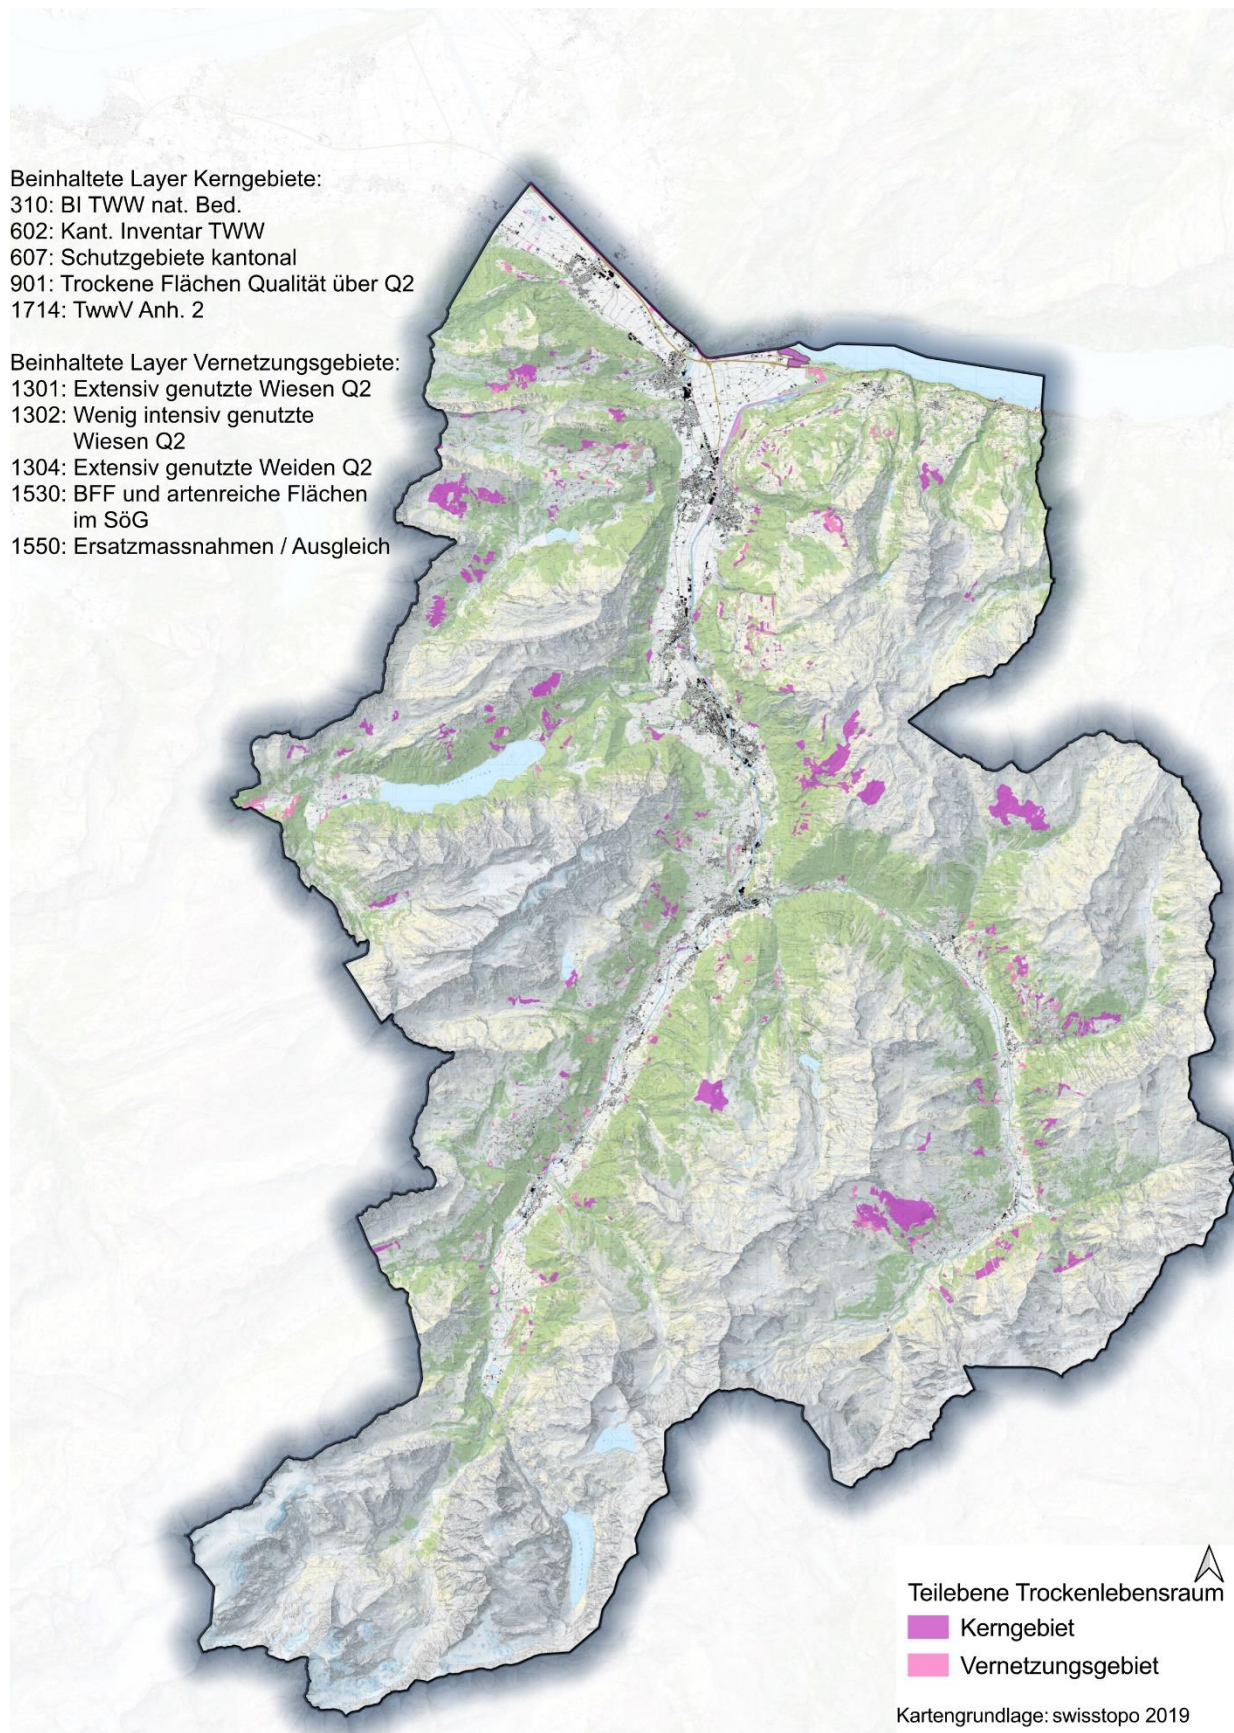 Beinhaltete Layer Kerngebiete:
310: BI TWW nat. Bed.
602: Kant. Inventar TWW
607: Schutzgebiete kantonal
901: Trockene Flächen Qualität über Q2
1714: TwwV Anh. 2
Beinhaltete Layer Vernetzungsgebiete:
1301: Extensiv genutzte Wiesen Q2
1302: Wenig intensiv genutzte
Wiesen Q2
1304: Extensiv genutzte Weiden Q2
1530: BFF und artenreiche Flächen
im SöG
1550: Ersatzmassnahmen / Ausgleich
Teilebene Trockenlebensraum
Kerngebiet
Vernetzungsgebiet
Kartengrundlage: swisstopo 2019